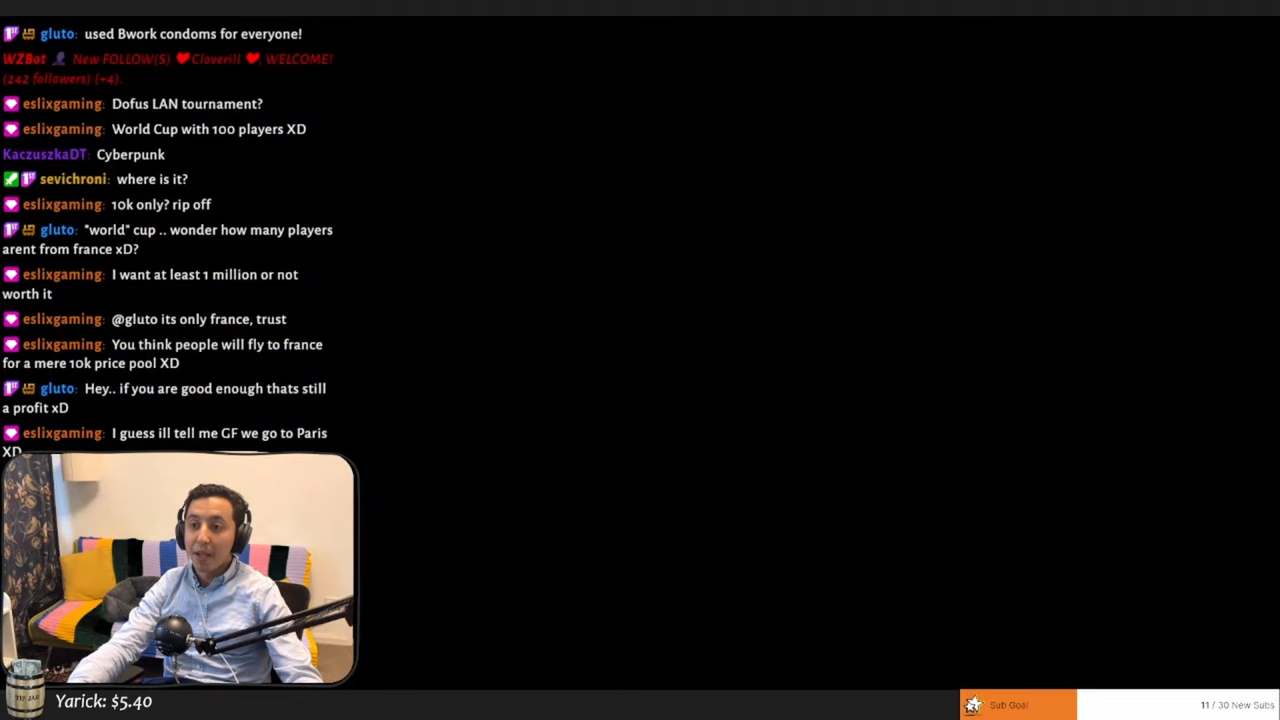 gluto: used Bwork condoms for everyone!
WZBot New FOLLOW(S) Cloverill , WELCOME!
(242 followers) (+4).
eslixgaming: Dofus LAN tournament?
eslixgaming: World Cup with 100 players XD
KaczuszkaDT: Cyberpunk
sevichroni: where is it?
eslixgaming: 10k only? rip off
gluto: "world" cup .. wonder how many players
arent from france xD?
eslixgaming: I want at least 1 million or not
worth it
eslixgaming: @gluto its only france, trust
eslixgaming: You think people will fly to france
for a mere 10k price pool XD
gluto: Hey.. if you are good enough thats still
a profit xD
eslixgaming: I guess ill tell me GF we go to Paris
XD
TIP JAR
Yarick: $5.40
Sub Goal
11 / 30 New Subs